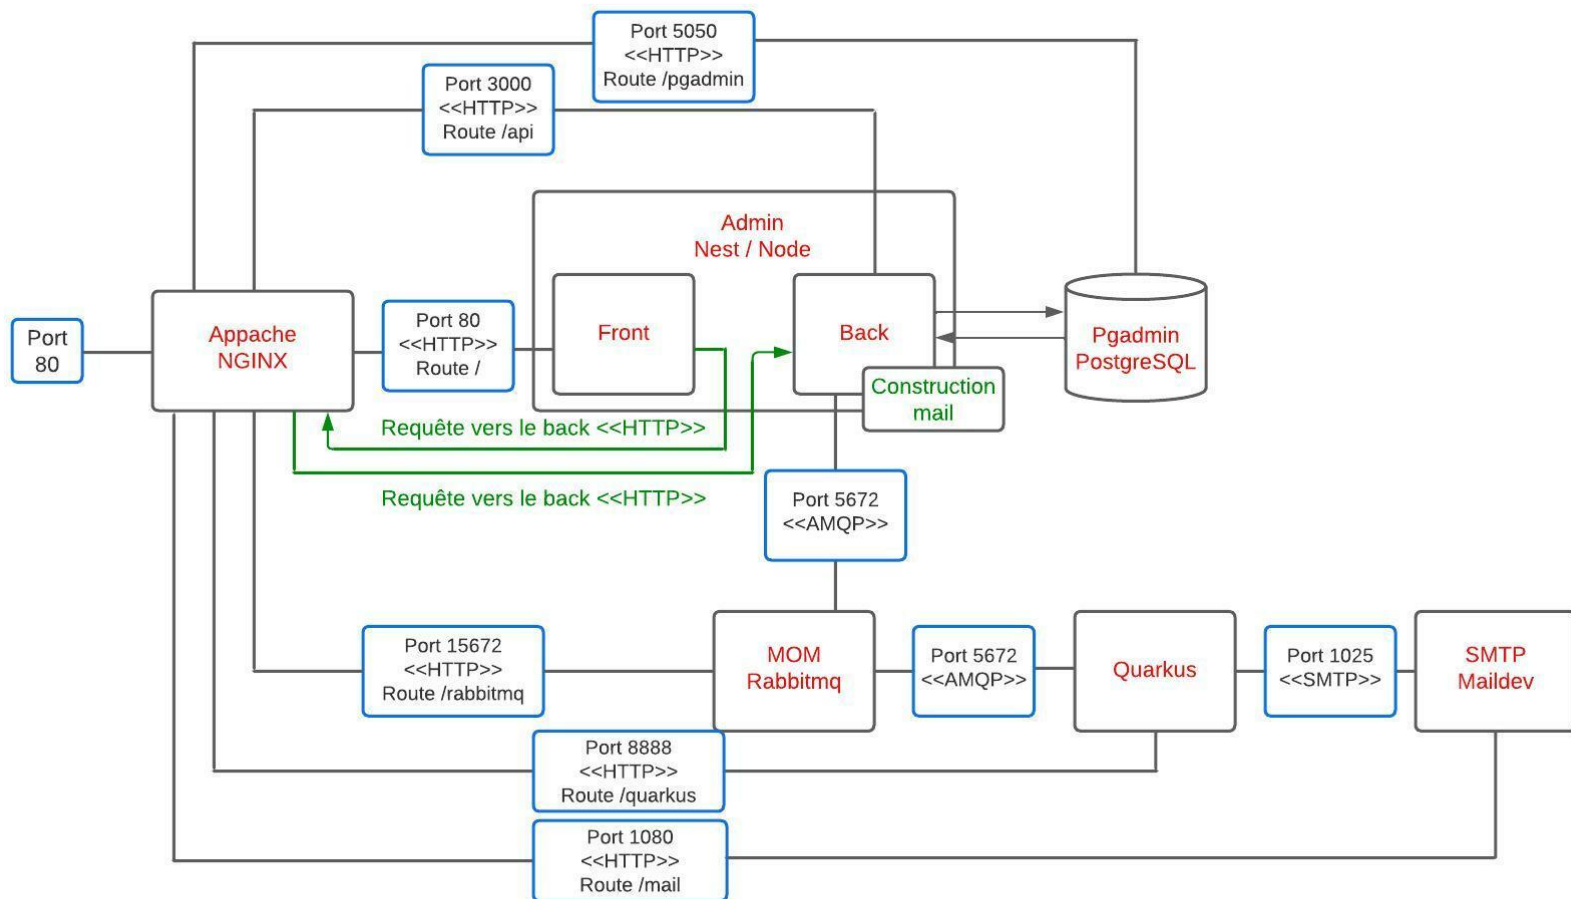 Port 5050
<<HTTP>>
Route /pgadmin
Port 3000
<<HTTP>>
Route /api
Admin
Nest / Node
Port
80
Appache
NGINX
Port 80
<<HTTP>>
Route /
Front
Back
Pgadmin
PostgreSQL
Construction
mail
Requête vers le back <<HTTP>>
Requête vers le back <<HTTP>>
Port 5672
<<AMQP>>
Port 15672
<<HTTP>>
Route /rabbitmq
MOM
Rabbitmq
Port 5672
<<AMQP>>
Quarkus
Port 1025
<<SMTP>>
SMTP
Maildev
Port 8888
<<HTTP>>
Route /quarkus
Port 1080
<<HTTP>>
Route /mail